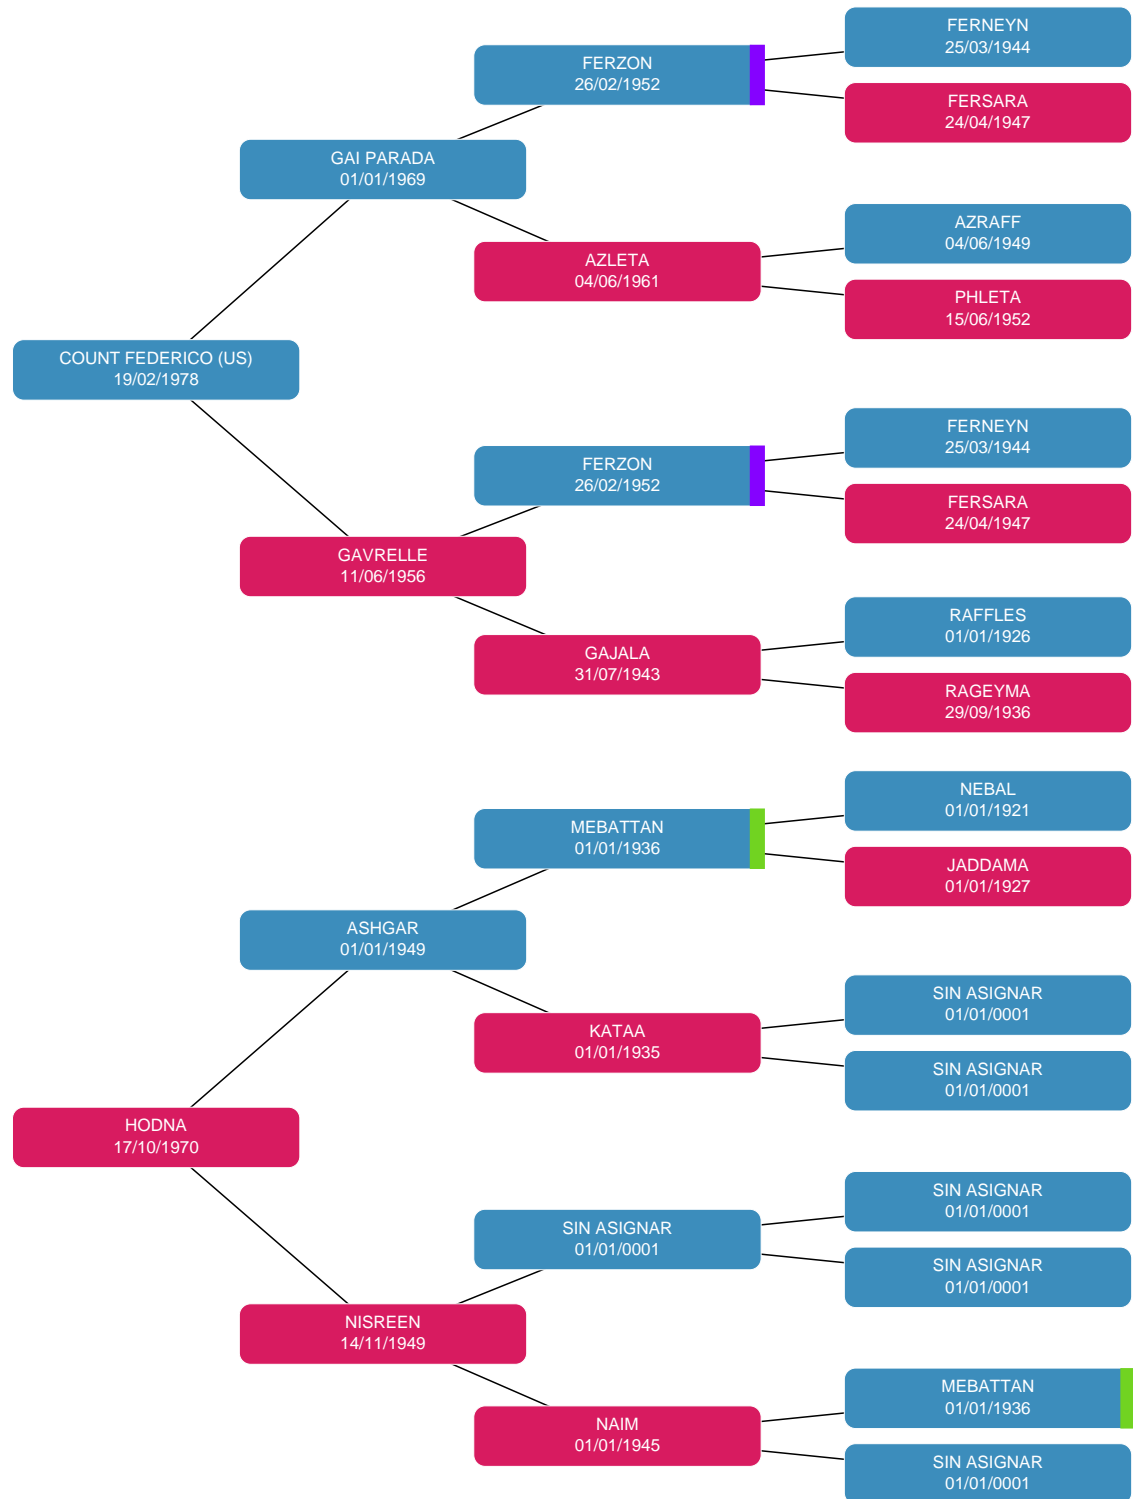 FERNEYN
25/03/1944
FERZON
26/02/1952
FERSARA
24/04/1947
GAI PARADA
01/01/1969
AZRAFF
04/06/1949
AZLETA
04/06/1961
PHLETA
15/06/1952
COUNT FEDERICO (US)
19/02/1978
FERNEYN
25/03/1944
FERZON
26/02/1952
FERSARA
24/04/1947
GAVRELLE
11/06/1956
RAFFLES
01/01/1926
GAJALA
31/07/1943
RAGEYMA
29/09/1936
NEBAL
01/01/1921
MEBATTAN
01/01/1936
JADDAMA
01/01/1927
ASHGAR
01/01/1949
SIN ASIGNAR
01/01/0001
KATAA
01/01/1935
SIN ASIGNAR
01/01/0001
HODNA
17/10/1970
SIN ASIGNAR
01/01/0001
SIN ASIGNAR
01/01/0001
SIN ASIGNAR
01/01/0001
NISREEN
14/11/1949
MEBATTAN
01/01/1936
NAIM
01/01/1945
SIN ASIGNAR
01/01/0001